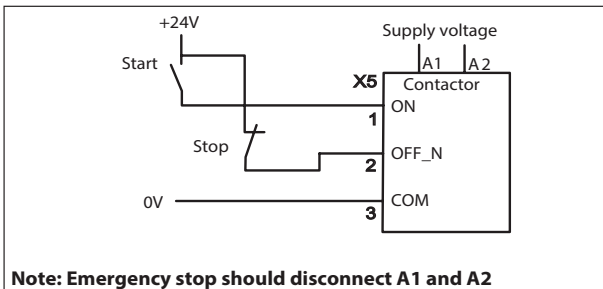 +24V
Supply voltage
Start
A1
A2
X5
Contactor
ON
1
Stop
OFF_N
2
0V
COM
3
Note: Emergency stop should disconnect A1 and A2